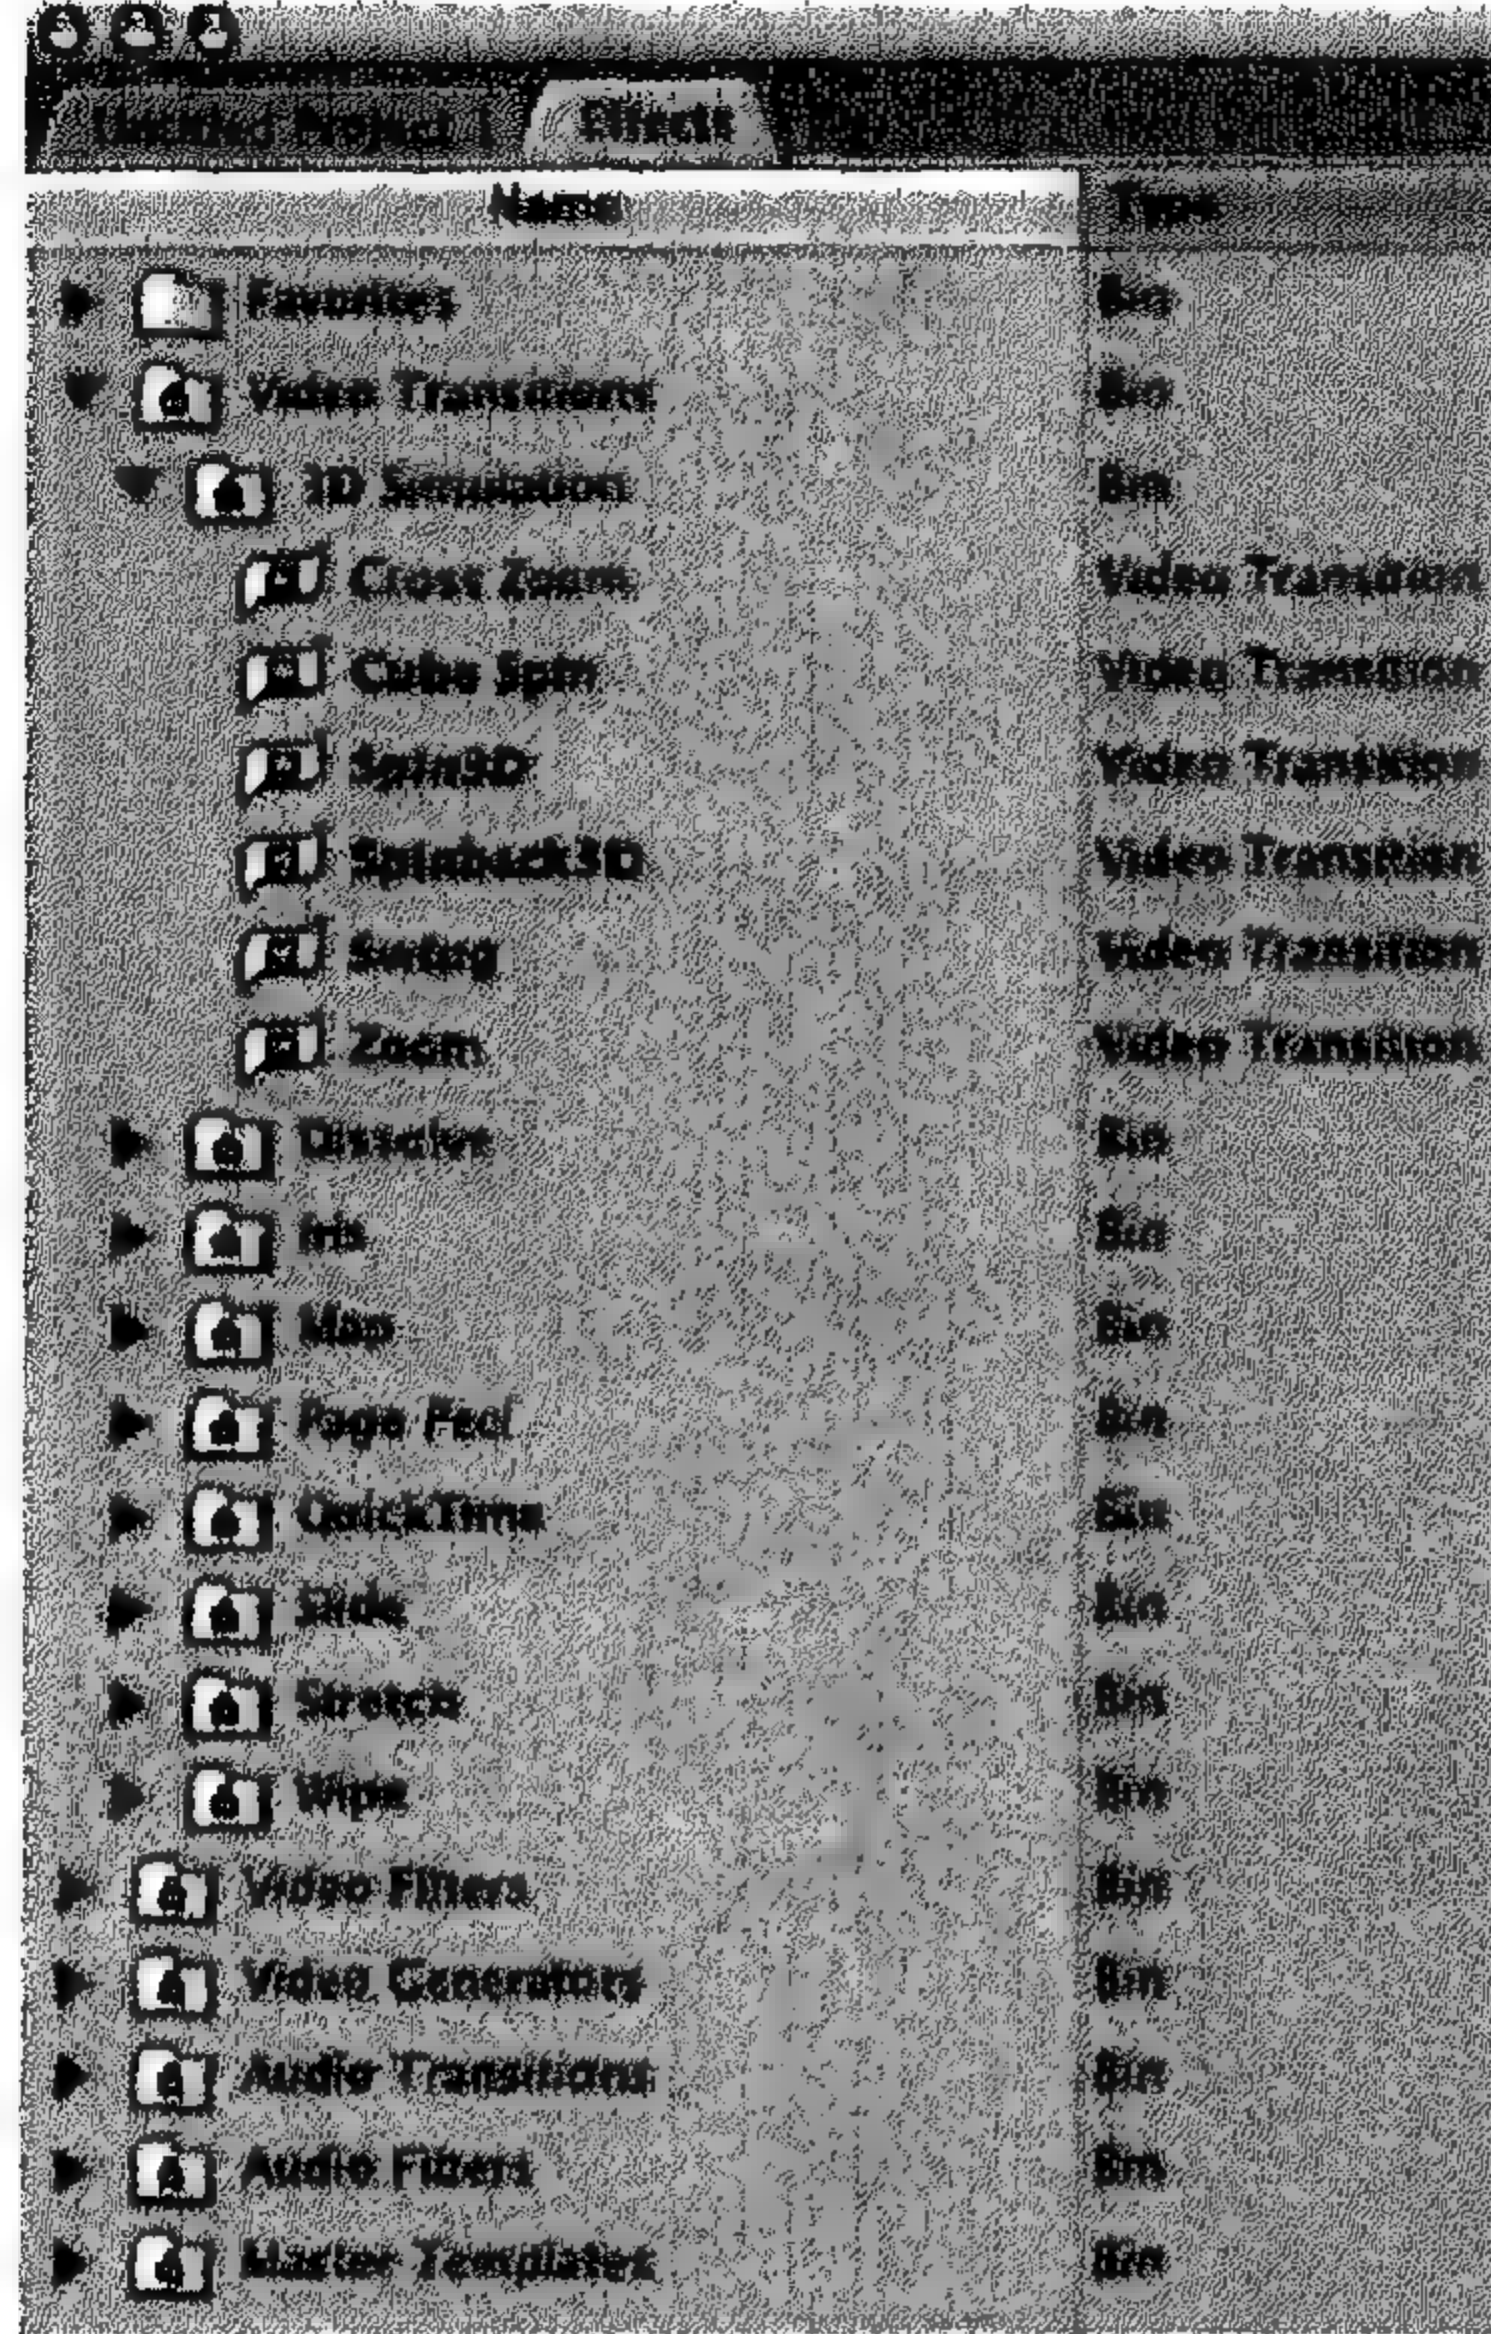 Untitled Project 1 Effects
Name Type
Favorites Bin
Video Transitions Bin
3D Simulation Bin
Cross Zoom Video Transition
Cube Spin Video Transition
Spin3D Video Transition
Spinback3D Video Transition
Swing Video Transition
Zoom Video Transition
Dissolve Bin
Iris Bin
Map Bin
Page Peel Bin
QuickTime Bin
Slide Bin
Stretch Bin
Wipe Bin
Video Filters Bin
Video Generators Bin
Audio Transitions Bin
Audio Filters Bin
Master Templates Bin